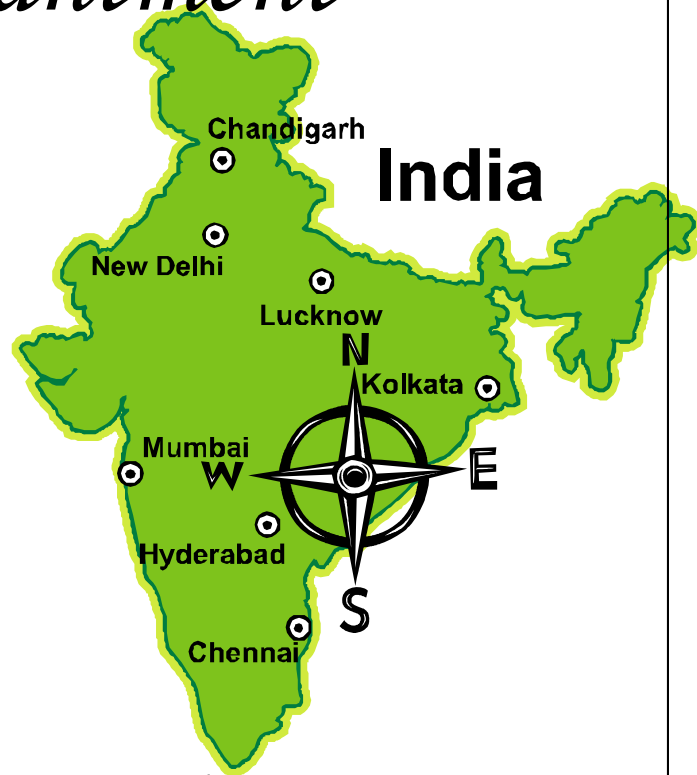 Chandigarh
India
New Delhi
Lucknow
N
Kolkata
Mumbai
W
E
Hyderabad
S
Chennai